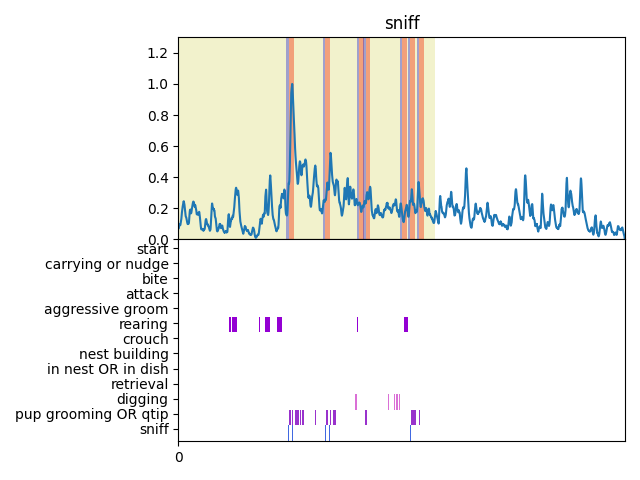 sniff
1.2
1.0
0.8
0.6
0.4
0.2
0.0
start
carrying or nudge
bite
attack
aggressive groom
rearing
crouch
nest building
in nest OR in dish
retrieval
digging
pup grooming OR qtip
sniff
0